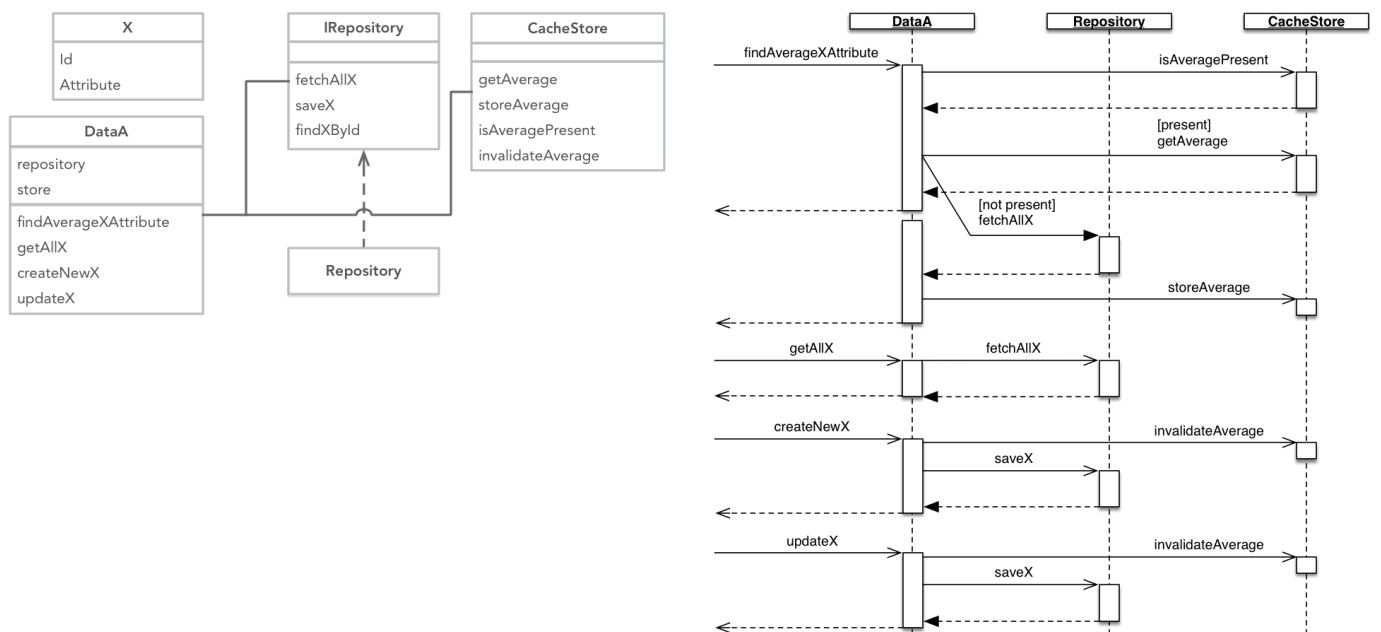 X
Id
Attribute
IRepository
fetchAllX
saveX
findXById
CacheStore
getAverage
storeAverage
isAveragePresent
invalidateAverage
DataA
repository
store
findAverageXAttribute
getAllX
createNewX
updateX
Repository
DataA
Repository
CacheStore
findAverageXAttribute
isAveragePresent
[present]
getAverage
[not present]
fetchAllX
storeAverage
getAllX
fetchAllX
createNewX
invalidateAverage
saveX
updateX
invalidateAverage
saveX